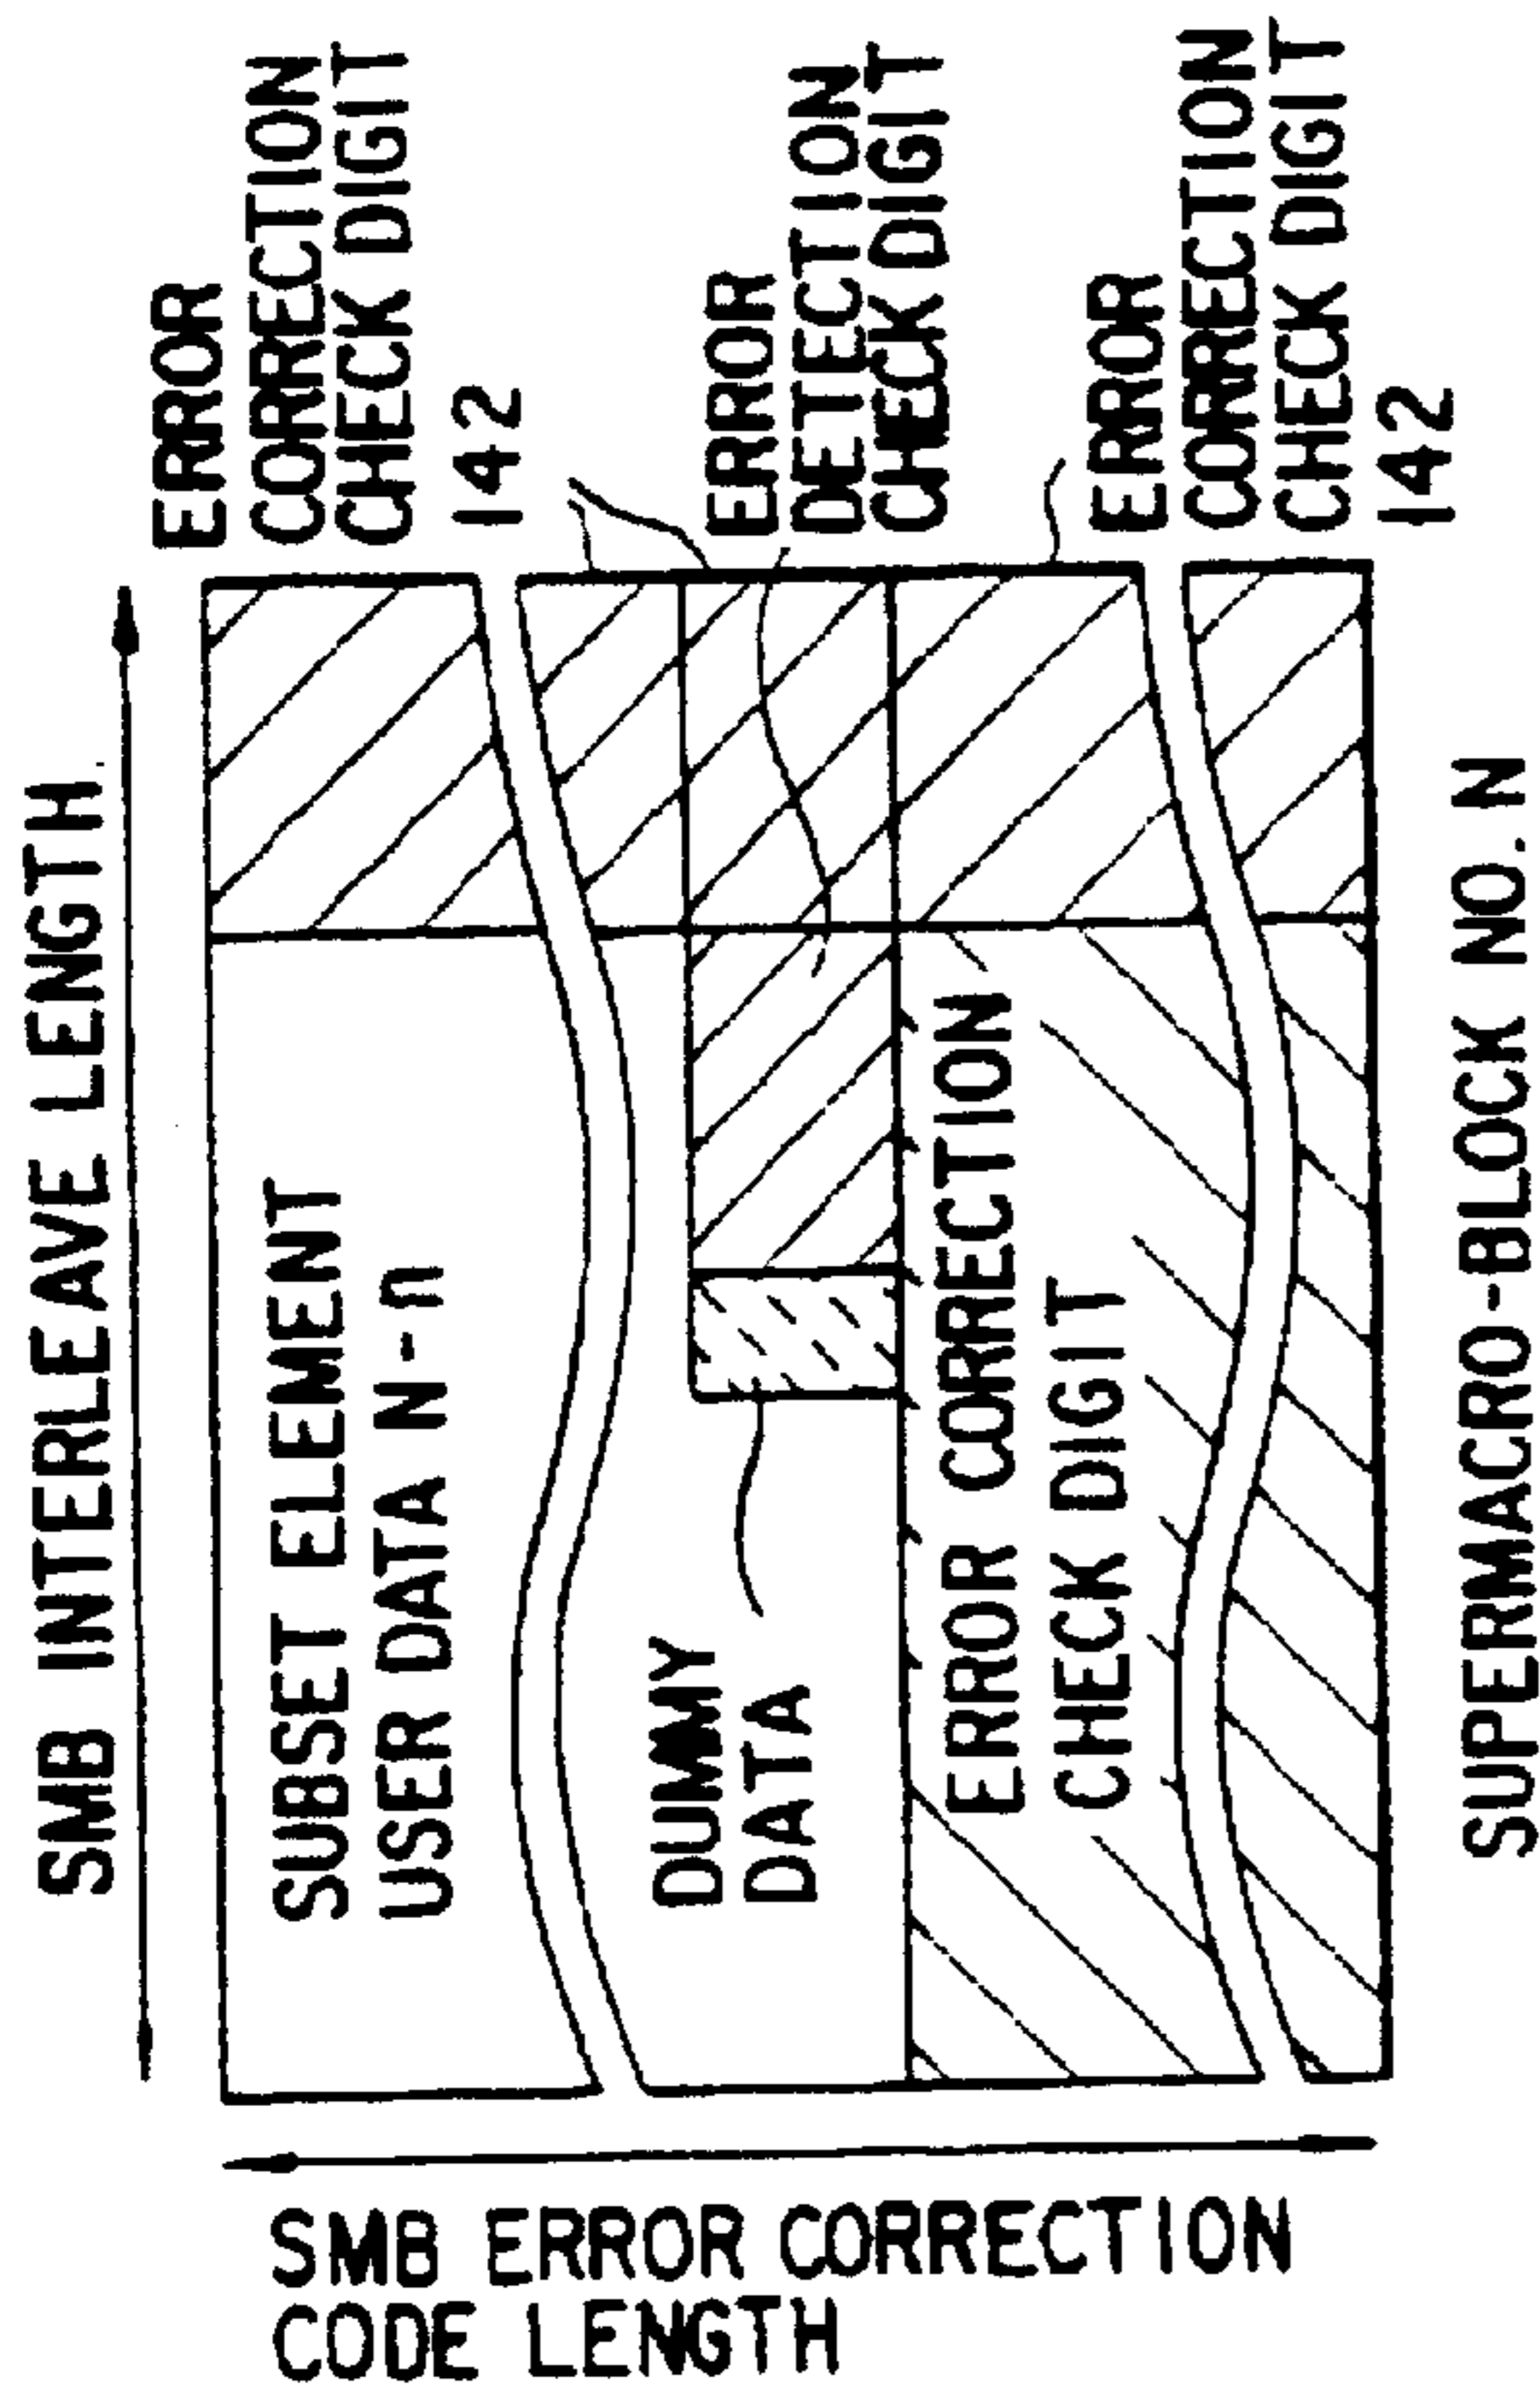 SMB INTERLEAVE LENGTH.
ERROR
CORRECTION
CHECK DIGIT
142
SUBSET ELEMENT
USER DATA N-n
ERROR
DETECTION
CHECK DIGIT
DUMMY
DATA
ERROR CORRECTION
CHECK DIGIT
ERROR
CORRECTION
CHECK DIGIT
142
SUPERMACRO-BLOCK NO. N
SMB ERROR CORRECTION
CODE LENGTH